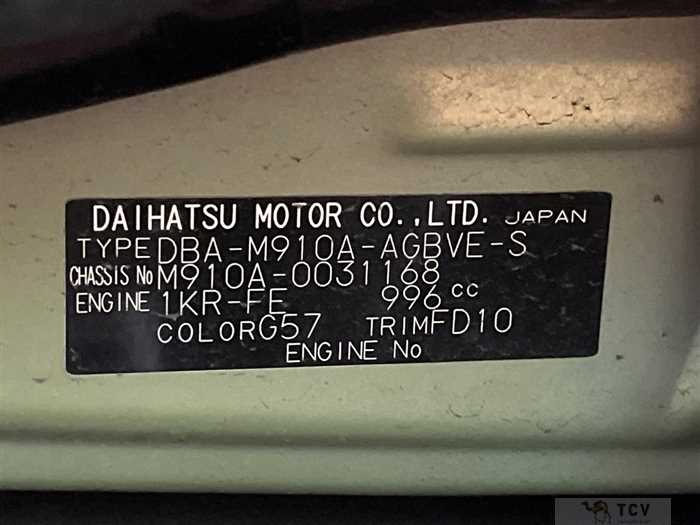 DAIHATSU MOTOR CO.,LTD. JAPAN
TYPE DBA-M910A-AGBVE-S
CHASSIS No M910A-0031168
ENGINE 1KR-FE 996 cc
COLOR G57 TRIM FD10
ENGINE No
TCV